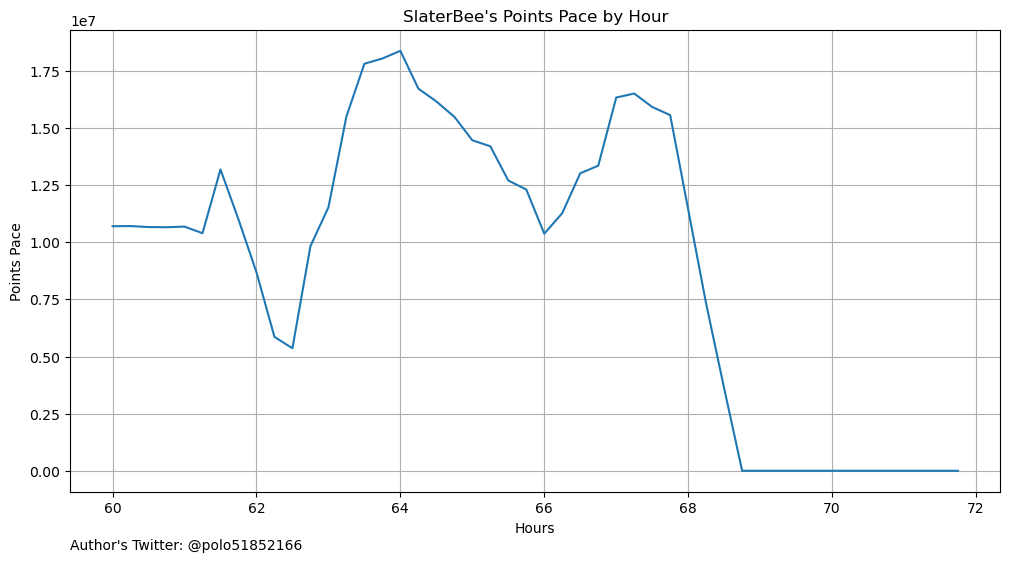 SlaterBee's Points Pace by Hour
1e7
1.75
1.50
1.25
1.00
0.75
0.50
0.25
0.00
Points Pace
60 62 64 66 68 70 72
Hours
Author's Twitter: @polo51852166